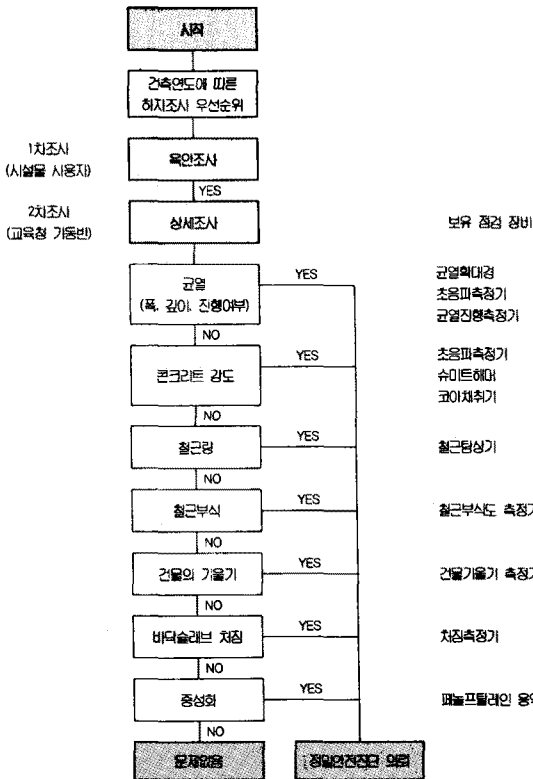 시작
건축연도에 따른
허지조사 우선순위
1차조사
(시설물 사용자)
육안조사
YES
2차조사
(교육청 기동반)
상세조사
보유 점검 장비
균열
(폭, 깊이, 진행여부)
YES
균열확대경
초음파측정기
균열진행측정기
NO
콘크리트 강도
YES
초음파측정기
슈미트해머
코아채취기
NO
철근량
YES
철근탐상기
NO
철근부식
YES
철근부식도 측정기
NO
건물의 기울기
YES
건물기울기 측정기
NO
바닥슬래브 처짐
YES
처짐측정기
NO
중성화
YES
페놀프탈레인 용액
NO
문제없음
정밀안전진단 의뢰